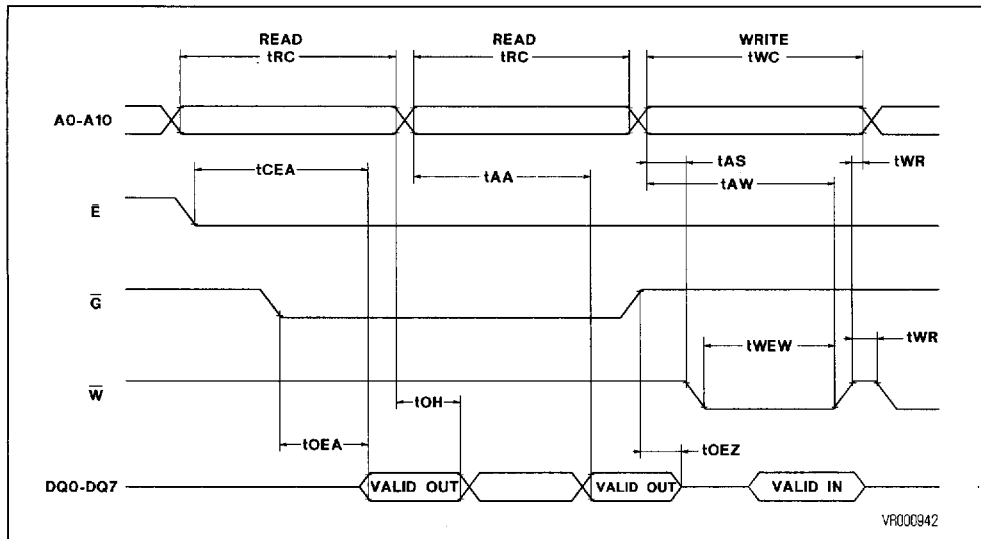 READ READ WRITE
tRC tRC tWC
A0-A10
tAS tWR
tCEA tAA tAW
E̅
G̅
tWEW tWR
W̅
tOH
tOEA tOEZ
DQ0-DQ7 VALID OUT VALID OUT VALID IN
VR000942